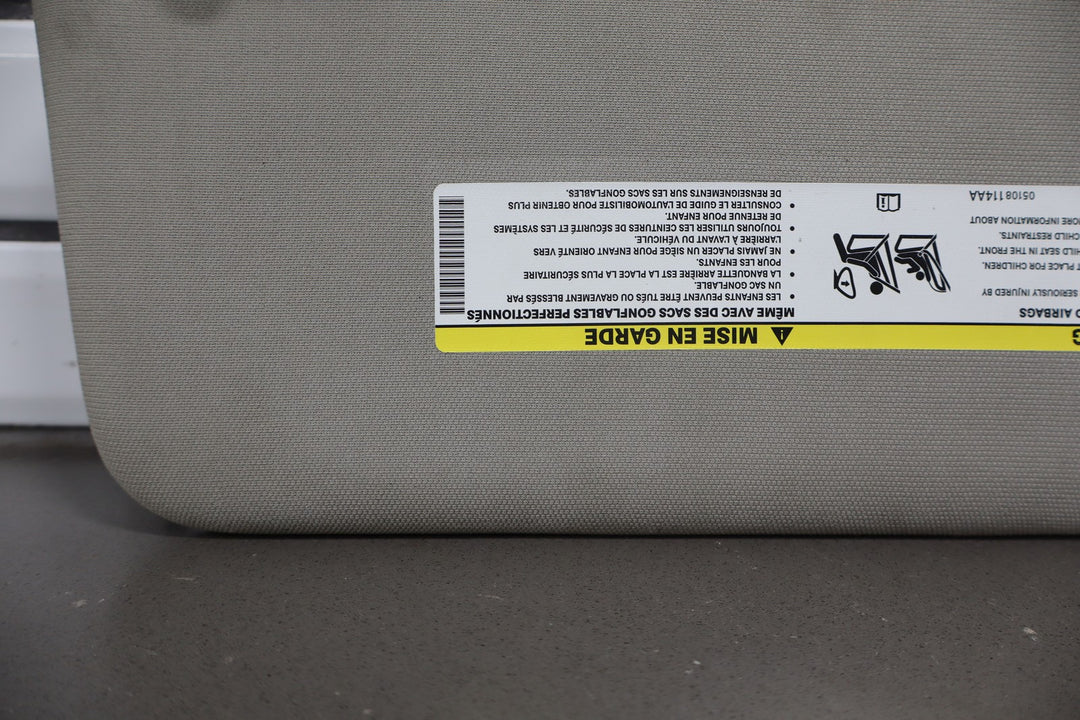 MISE EN GARDE
MÊME AVEC DES SACS GONFLABLES PERFECTIONNÉS
• LES ENFANTS PEUVENT ÊTRE TUÉS OU GRAVEMENT BLESSÉS PAR
UN SAC GONFLABLE.
• LA BANQUETTE ARRIÈRE EST LA PLACE LA PLUS SÉCURITAIRE
POUR LES ENFANTS.
• NE JAMAIS PLACER UN SIÈGE POUR ENFANT ORIENTÉ VERS
L'ARRIÈRE À L'AVANT DU VÉHICULE.
• TOUJOURS UTILISER LES CEINTURES DE SÉCURITÉ ET LES SYSTÈMES
DE RETENUE POUR ENFANT.
• CONSULTER LE GUIDE DE L'AUTOMOBILISTE POUR OBTENIR PLUS
DE RENSEIGNEMENTS SUR LES SACS GONFLABLES.
G
D AIRBAGS
SERIOUSLY INJURED BY
T PLACE FOR CHILDREN.
CHILD SEAT IN THE FRONT.
CHILD RESTRAINTS.
ORE INFORMATION ABOUT
05108114AA